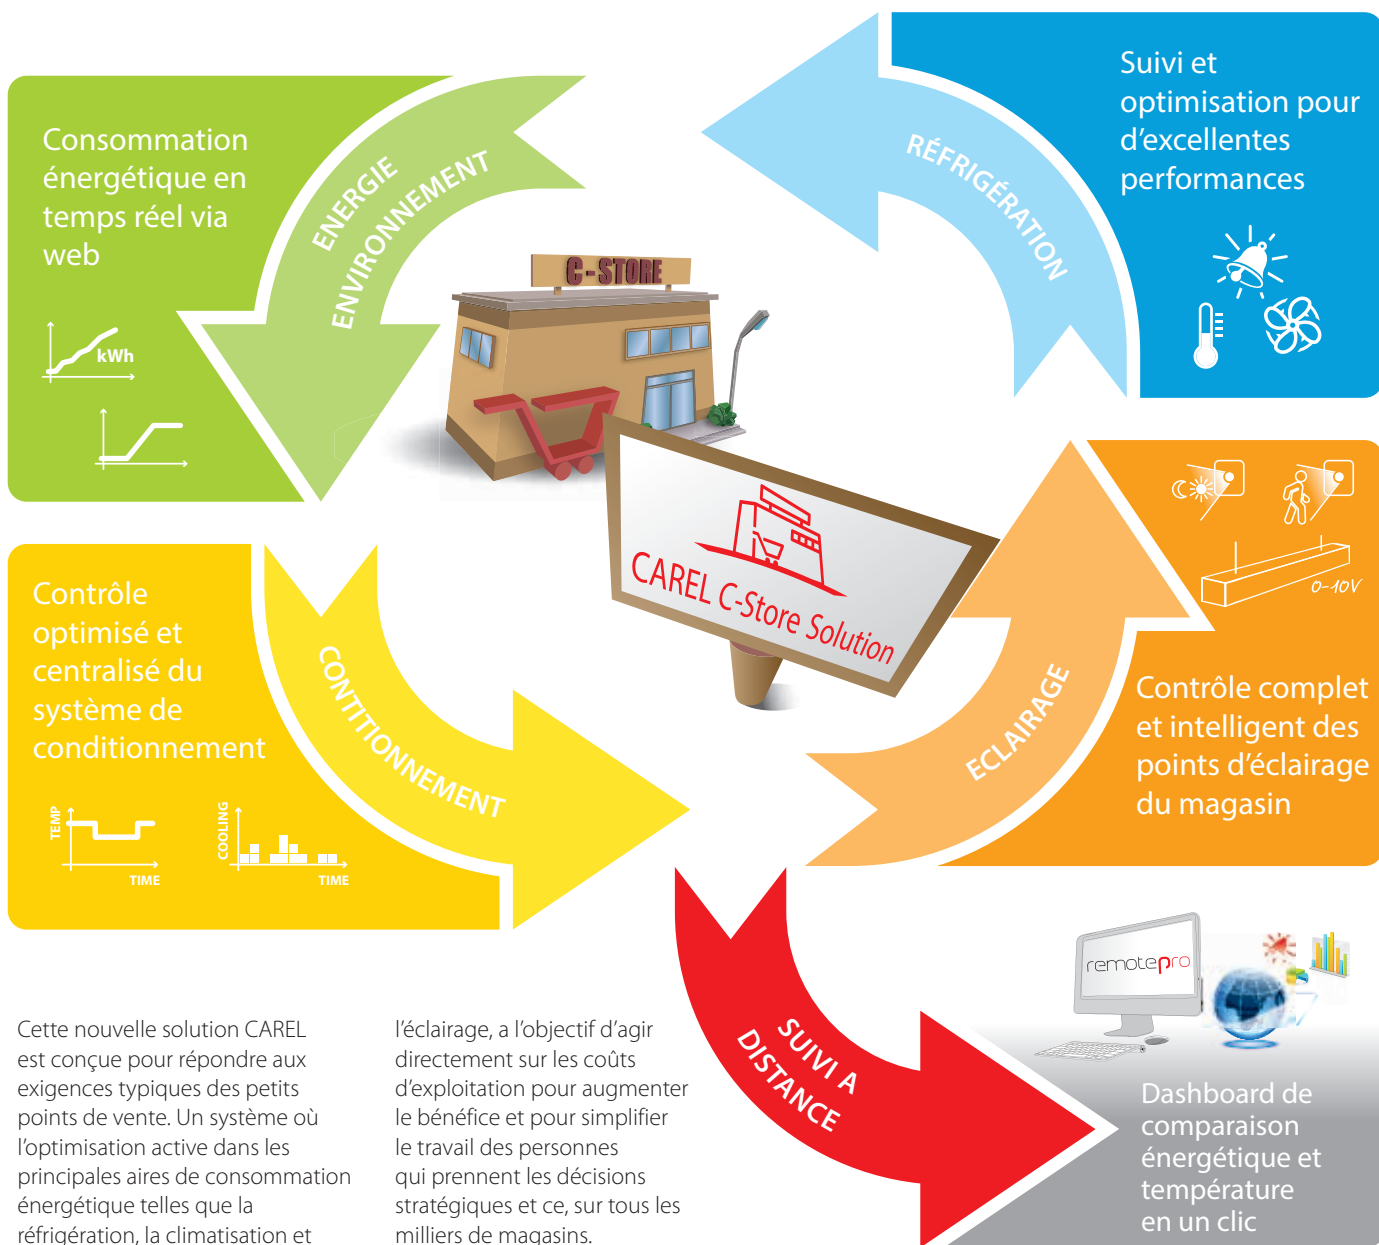 Consommation
énergétique en
temps réel via
web
kWh
ENERGIE
ENVIRONNEMENT
RÉFRIGÉRATION
Suivi et
optimisation pour
d'excellentes
performances
C-STORE
CAREL C-Store Solution
Contrôle
optimisé et
centralisé du
système de
conditionnement
TEMP
TIME
COOLING
TIME
CONTITIONNEMENT
ECLAIRAGE
0-10V
Contrôle complet
et intelligent des
points d'éclairage
du magasin
SUIVI A
DISTANCE
remotepro
Dashboard de
comparaison
énergétique et
température
en un clic
Cette nouvelle solution CAREL
est conçue pour répondre aux
exigences typiques des petits
points de vente. Un système où
l'optimisation active dans les
principales aires de consommation
énergétique telles que la
réfrigération, la climatisation et
l'éclairage, a l'objectif d'agir
directement sur les coûts
d'exploitation pour augmenter
le bénéfice et pour simplifier
le travail des personnes
qui prennent les décisions
stratégiques et ce, sur tous les
milliers de magasins.